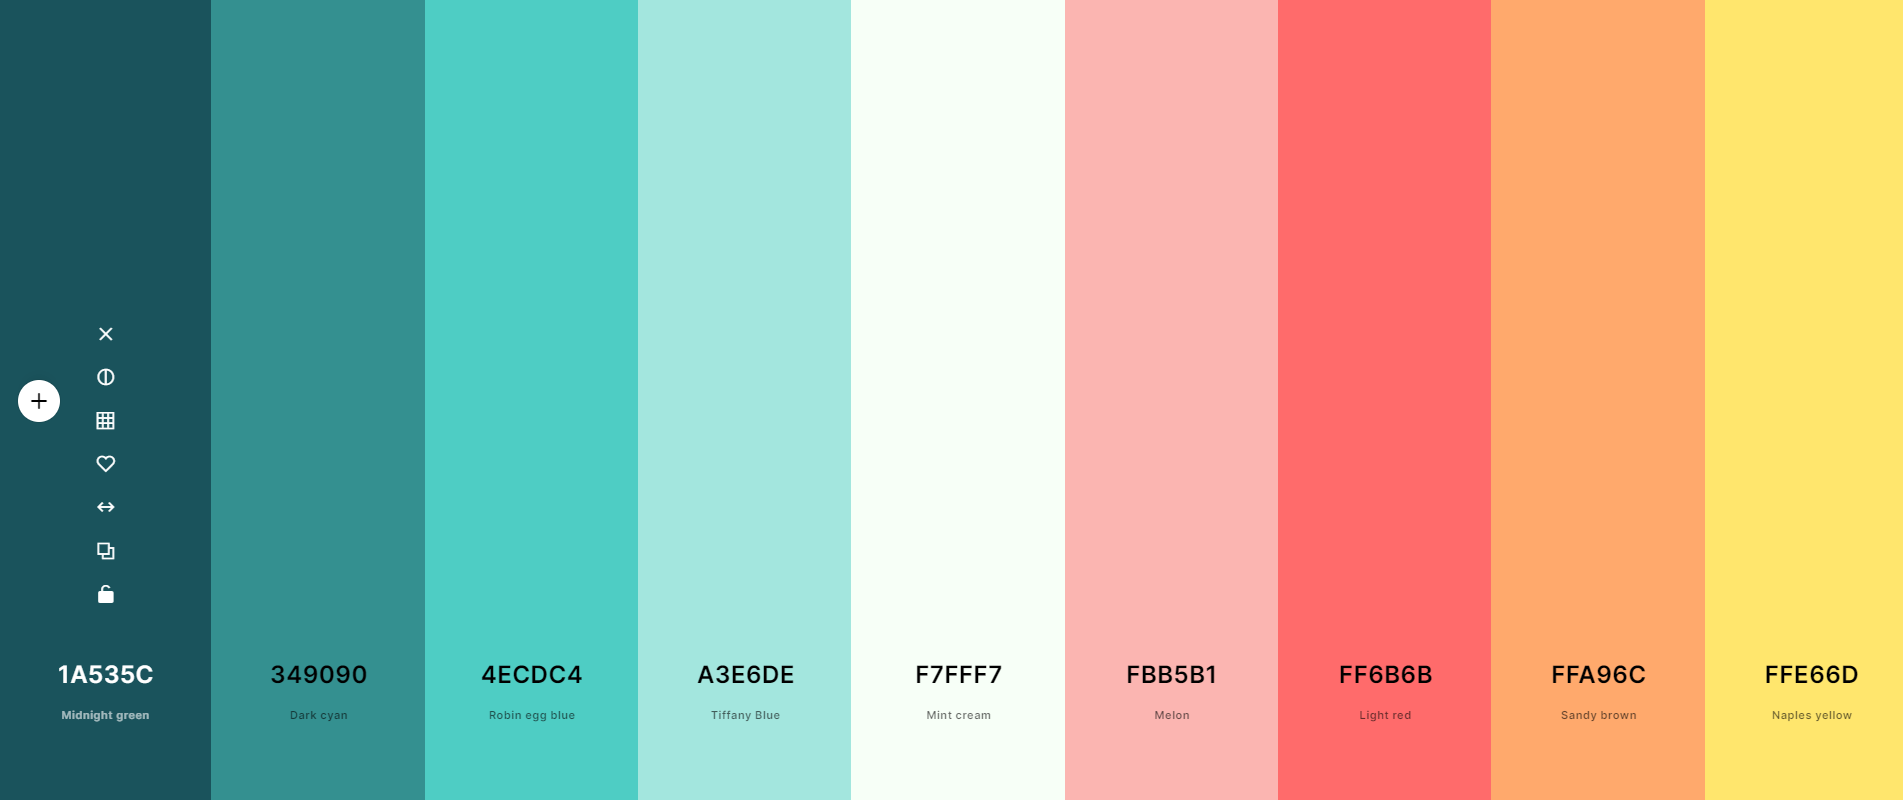 1A535C
Midnight green
349090
Dark cyan
4ECDC4
Robin egg blue
A3E6DE
Tiffany Blue
F7FFF7
Mint cream
FBB5B1
Melon
FF6B6B
Light red
FFA96C
Sandy brown
FFE66D
Naples yellow